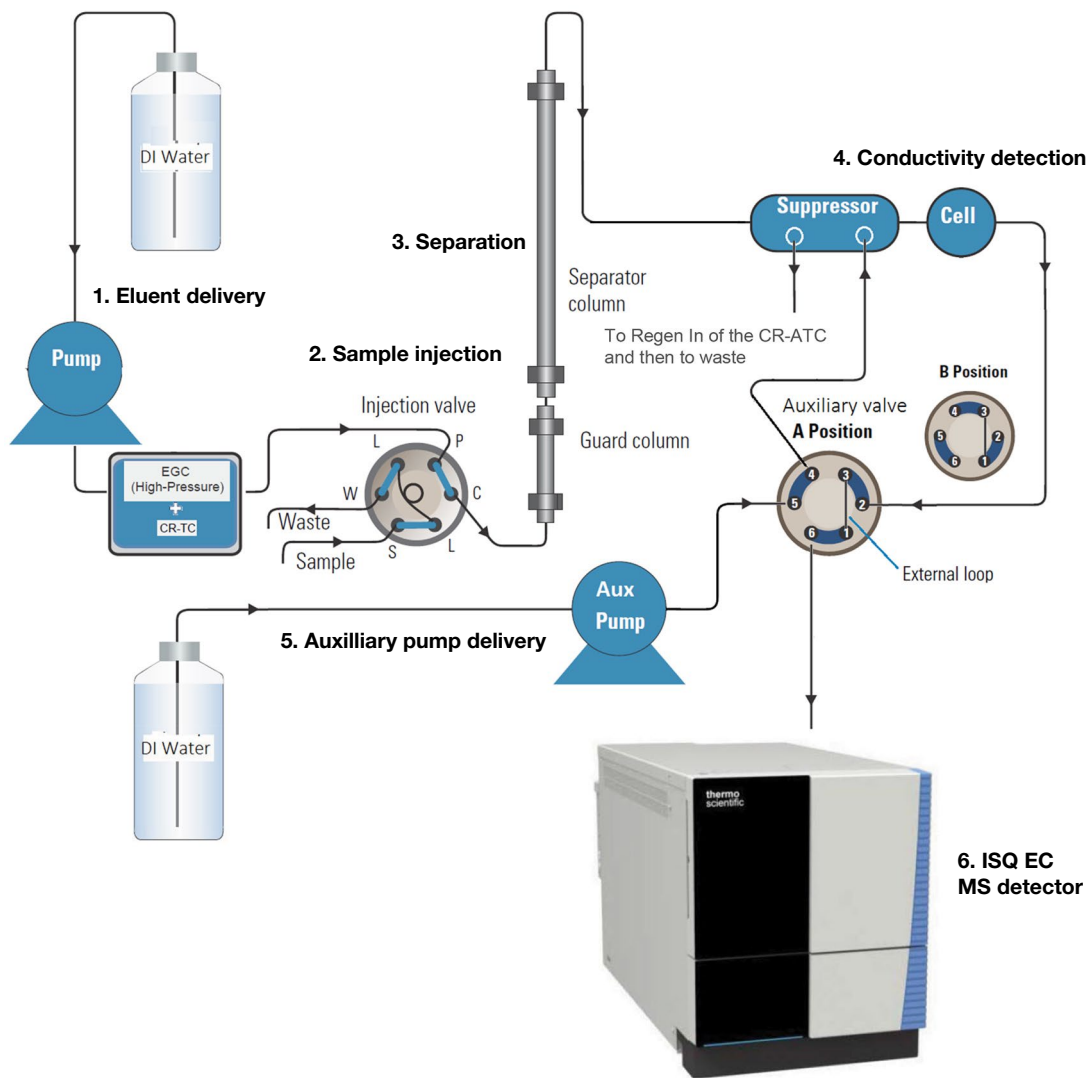 DI Water
1. Eluent delivery
Pump
EGC
(High-Pressure)
+
CR-TC
2. Sample injection
Injection valve
L
P
W
C
S
L
Waste
Sample
3. Separation
Separator
column
Guard column
4. Conductivity detection
Suppressor
Cell
To Regen In of the CR-ATC
and then to waste
B Position
4
3
5
2
6
1
Auxiliary valve
A Position
4
3
5
2
6
1
External loop
Aux
Pump
5. Auxilliary pump delivery
DI Water
thermo
scientific
6. ISQ EC
MS detector